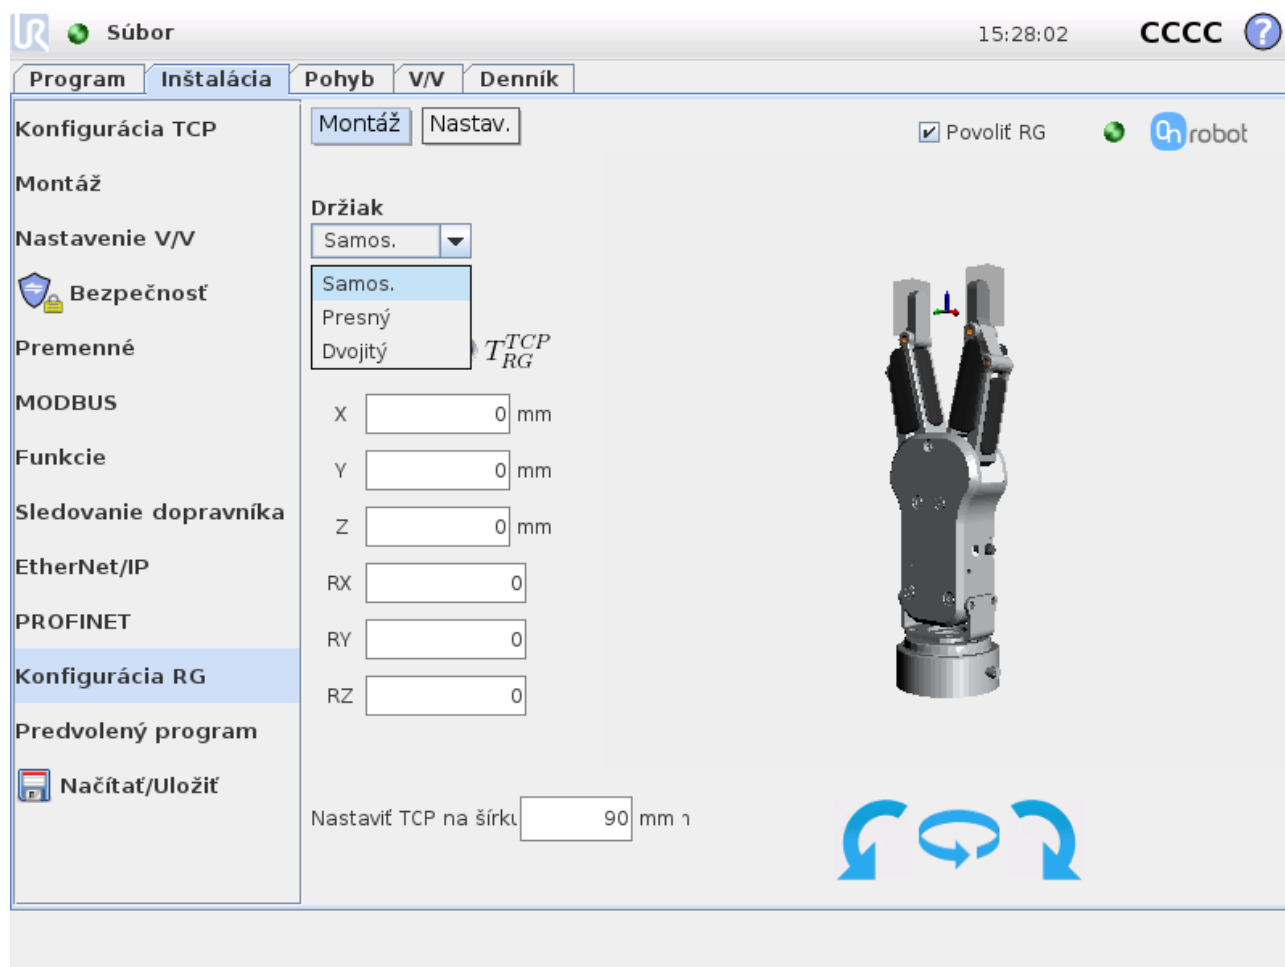 Súbor
15:28:02
CCCC
?
Program Inštalácia Pohyb V/V Denník
Konfigurácia TCP
Montáž
Nastavenie V/V
Bezpečnosť
Premenné
MODBUS
Funkcie
Sledovanie dopravníka
EtherNet/IP
PROFINET
Konfigurácia RG
Predvolený program
Načítať/Uložiť
Montáž Nastav.
Povoliť RG
On robot
Držiak
Samos.
Samos.
Presný
Dvojitý
T_RG^TCP
X 0 mm
Y 0 mm
Z 0 mm
RX 0
RY 0
RZ 0
Nastaviť TCP na šírku 90 mm